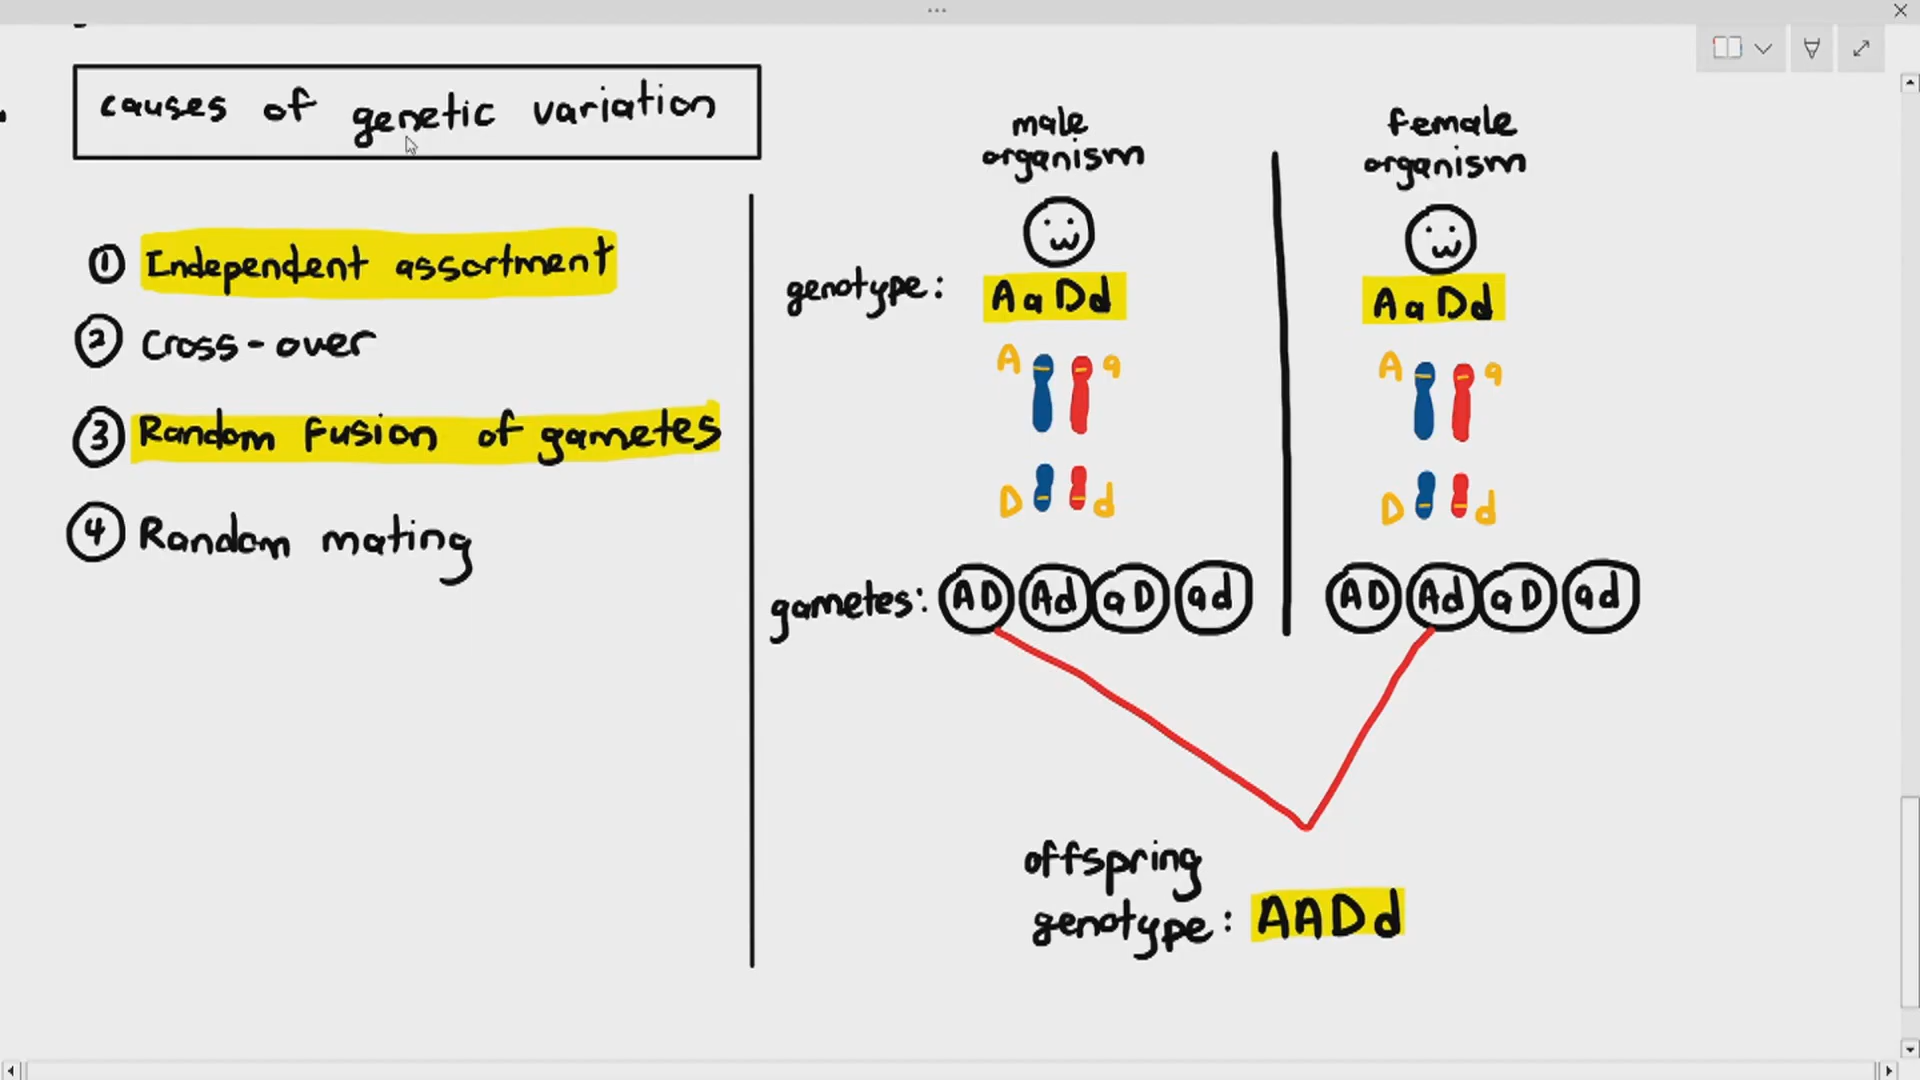 causes of genetic variation
① Independent assortment
② Cross-over
③ Random fusion of gametes
④ Random mating
male
organism
female
organism
genotype: AaDd AaDd
A a A a
D d D d
gametes: AD Ad aD ad AD Ad aD ad
offspring
genotype: AADd